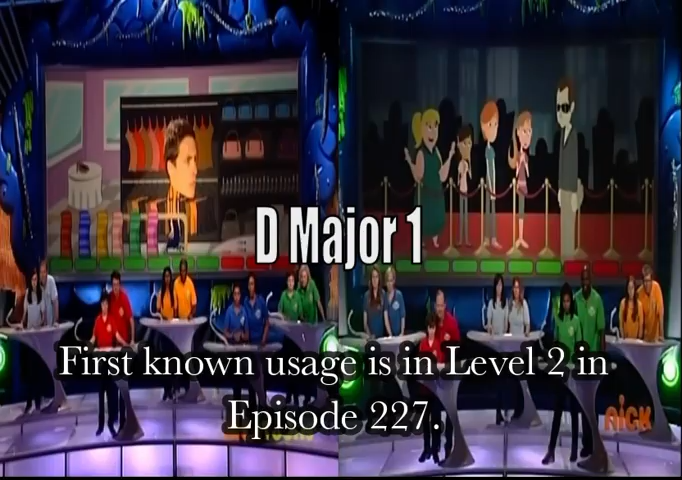 D Major 1
First known usage is in Level 2 in
Episode 227.
nick